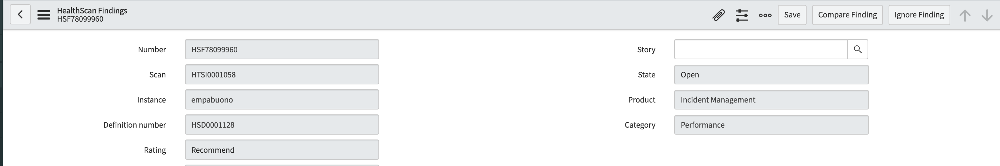 HealthScan Findings
HSF78099960
Save
Compare Finding
Ignore Finding
Number
HSF78099960
Story
Scan
HTSI0001058
State
Open
Instance
empabuono
Product
Incident Management
Definition number
HSD0001128
Category
Performance
Rating
Recommend